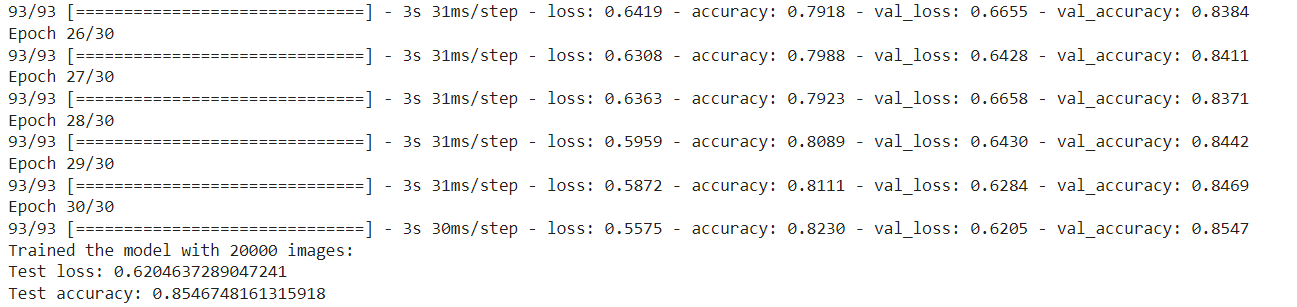 93/93 [==============================] - 3s 31ms/step - loss: 0.6419 - accuracy: 0.7918 - val_loss: 0.6655 - val_accuracy: 0.8384
Epoch 26/30
93/93 [==============================] - 3s 31ms/step - loss: 0.6308 - accuracy: 0.7988 - val_loss: 0.6428 - val_accuracy: 0.8411
Epoch 27/30
93/93 [==============================] - 3s 31ms/step - loss: 0.6363 - accuracy: 0.7923 - val_loss: 0.6658 - val_accuracy: 0.8371
Epoch 28/30
93/93 [==============================] - 3s 31ms/step - loss: 0.5959 - accuracy: 0.8089 - val_loss: 0.6430 - val_accuracy: 0.8442
Epoch 29/30
93/93 [==============================] - 3s 31ms/step - loss: 0.5872 - accuracy: 0.8111 - val_loss: 0.6284 - val_accuracy: 0.8469
Epoch 30/30
93/93 [==============================] - 3s 30ms/step - loss: 0.5575 - accuracy: 0.8230 - val_loss: 0.6205 - val_accuracy: 0.8547
Trained the model with 20000 images:
Test loss: 0.6204637289047241
Test accuracy: 0.8546748161315918